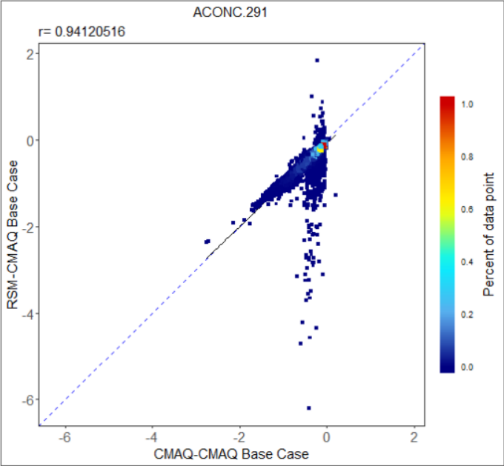 ACONC.291
r= 0.94120516
RSM-CMAQ Base Case
2
0
-2
-4
-6
-6 -4 -2 0 2
CMAQ-CMAQ Base Case
1.0
0.8
0.6
0.4
0.2
0.0
Percent of data point